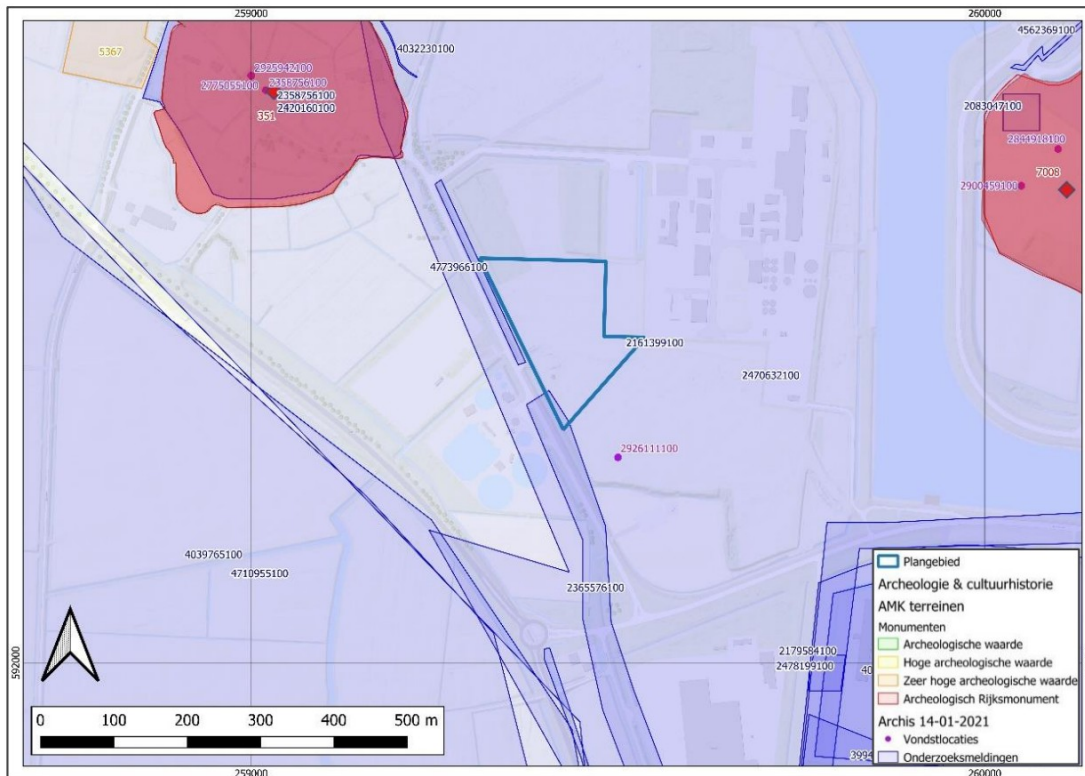 259000
260000
5367
4032230100
4562369100
2925942100
2775055100
2358756100
2358756100
2420160100
351
2083047100
2844918100
2900459100
7008
4773966100
2161399100
2470632100
2926111100
4039765100
4710955100
2365576100
592000
2179584100
2478199100
Plangebied
Archeologie & cultuurhistorie
AMK terreinen
Monumenten
Archeologische waarde
Hoge archeologische waarde
Zeer hoge archeologische waarde
Archeologisch Rijksmonument
Archis 14-01-2021
Vondstlocaties
Onderzoeksmeldingen
0 100 200 300 400 500 m
259000
260000